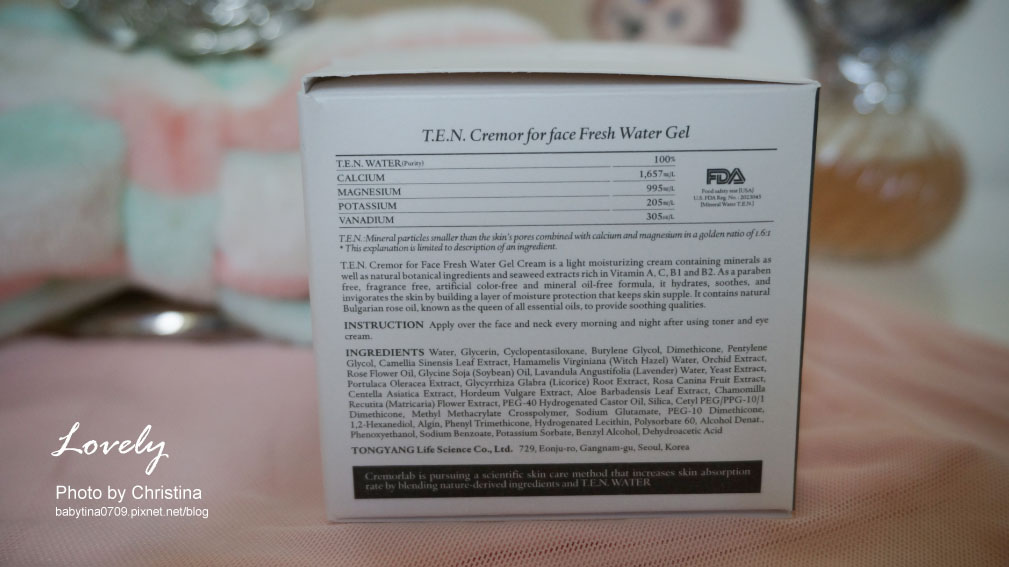 T.E.N. Cremor for face Fresh Water Gel
T.E.N. WATER(Purity) 100%
CALCIUM 1,657㎎/L
MAGNESIUM 995㎎/L
POTASSIUM 205㎎/L
VANADIUM 305㎍/L
FDA
Food safety test [USA]
U.S. FDA Reg. No.
[Mineral Water T.E.N.]
T.E.N.:Mineral particles smaller than the skin's pores combined with calcium and magnesium in a golden ratio of 1.6:1
* This explanation is limited to description of an ingredient.
T.E.N. Cremor for Face Fresh Water Gel Cream is a light moisturizing cream containing minerals as
well as natural botanical ingredients and seaweed extracts rich in Vitamin A, C, B1 and B2. As a paraben
free, fragrance free, artificial color-free and mineral oil-free formula, it hydrates, soothes, and
invigorates the skin by building a layer of moisture protection that keeps skin supple. It contains natural
Bulgarian rose oil, known as the queen of all essential oils, to provide soothing qualities.
INSTRUCTION Apply over the face and neck every morning and night after using toner and eye
cream.
INGREDIENTS Water, Glycerin, Cyclopentasiloxane, Butylene Glycol, Dimethicone, Pentylene
Glycol, Camellia Sinensis Leaf Extract, Hamamelis Virginiana (Witch Hazel) Water, Orchid Extract,
Rose Flower Oil, Glycine Soja (Soybean) Oil, Lavandula Angustifolia (Lavender) Water, Yeast Extract,
Portulaca Oleracea Extract, Glycyrrhiza Glabra (Licorice) Root Extract, Rosa Canina Fruit Extract,
Centella Asiatica Extract, Hordeum Vulgare Extract, Aloe Barbadensis Leaf Extract, Chamomilla
Recutita (Matricaria) Flower Extract, PEG-40 Hydrogenated Castor Oil, Silica, Cetyl PEG/PPG-10/1
Dimethicone, Methyl Methacrylate Crosspolymer, Sodium Glutamate, PEG-10 Dimethicone,
1,2-Hexanediol, Algin, Phenyl Trimethicone, Hydrogenated Lecithin, Polysorbate 60, Alcohol Denat.,
Phenoxyethanol, Sodium Benzoate, Potassium Sorbate, Benzyl Alcohol, Dehydroacetic Acid
TONGYANG Life Science Co., Ltd. 729, Eonju-ro, Gangnam-gu, Seoul, Korea
Cremorlab is pursuing a scientific skin care method that increases skin absorption
rate by blending nature-derived ingredients and T.E.N. WATER
Lovely
Photo by Christina
babytina0709.pixnet.net/blog